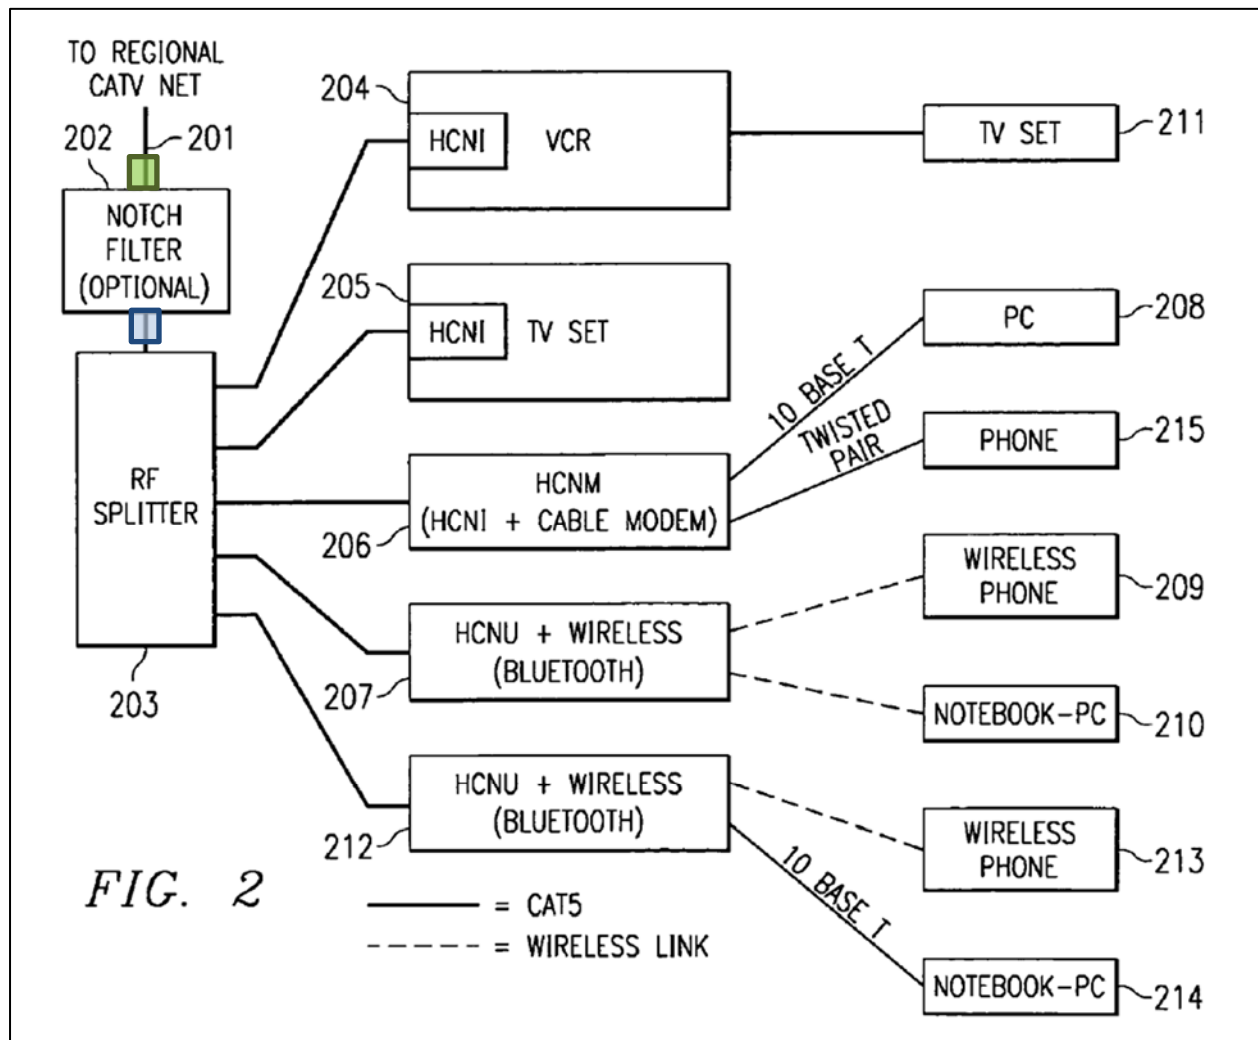 TO REGIONAL
CATV NET
202
201
NOTCH
FILTER
(OPTIONAL)
RF
SPLITTER
203
204
HCNI
VCR
TV SET
211
205
HCNI
TV SET
HCNM
(HCNI + CABLE MODEM)
206
10 BASE T
PC
208
TWISTED
PAIR
PHONE
215
HCNU + WIRELESS
(BLUETOOTH)
207
WIRELESS
PHONE
209
NOTEBOOK-PC
210
HCNU + WIRELESS
(BLUETOOTH)
212
WIRELESS
PHONE
213
10 BASE T
NOTEBOOK-PC
214
FIG. 2
= CAT5
= WIRELESS LINK